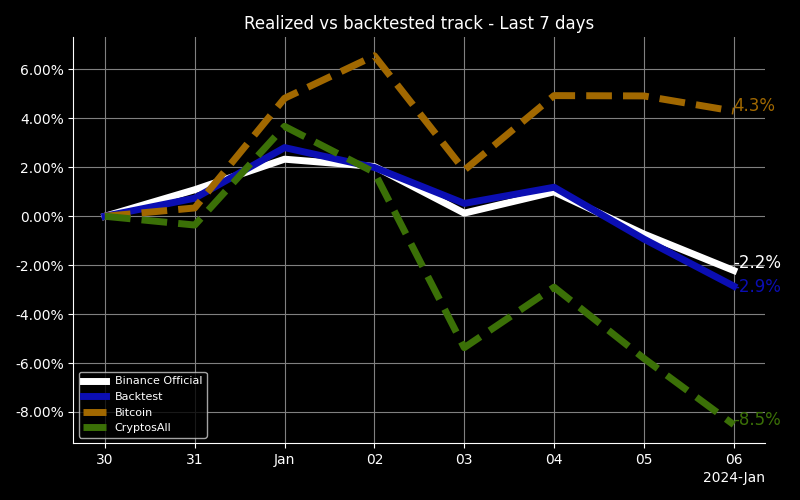 Realized vs backtested track - Last 7 days
6.00%
4.00%
2.00%
0.00%
-2.00%
-4.00%
-6.00%
-8.00%
4.3%
-2.2%
-2.9%
-8.5%
Binance Official
Backtest
Bitcoin
CryptosAll
30 31 Jan 02 03 04 05 06
2024-Jan